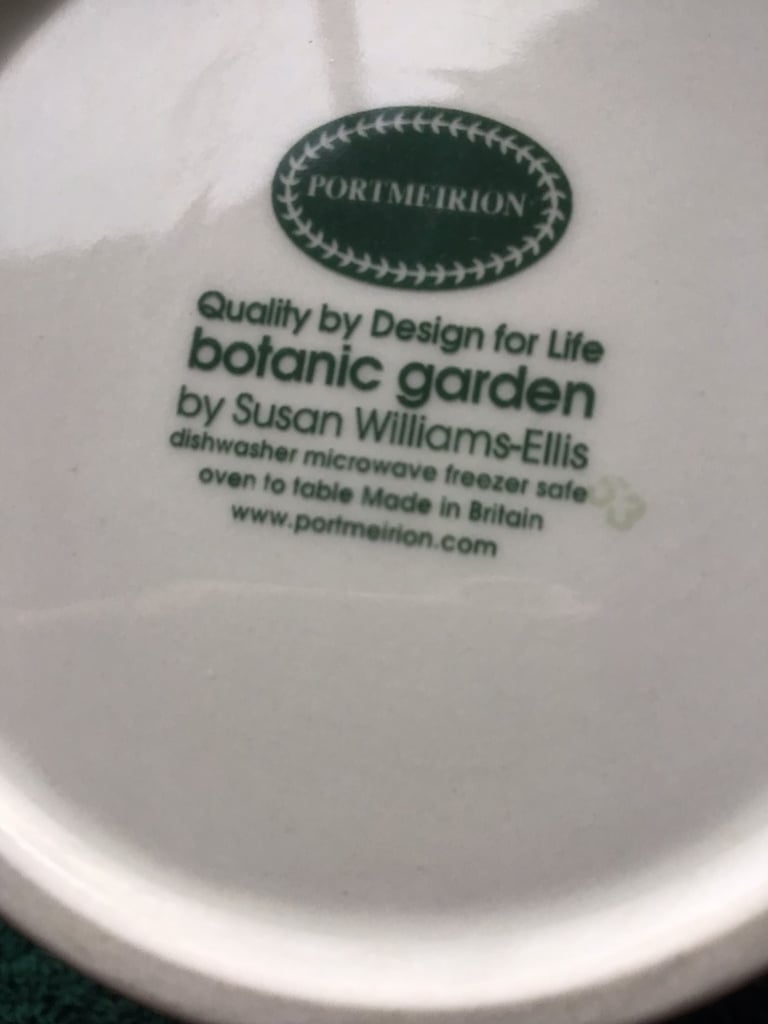 PORTMEIRION
Quality by Design for Life
botanic garden
by Susan Williams-Ellis
dishwasher microwave freezer safe
oven to table Made in Britain
www.portmeirion.com